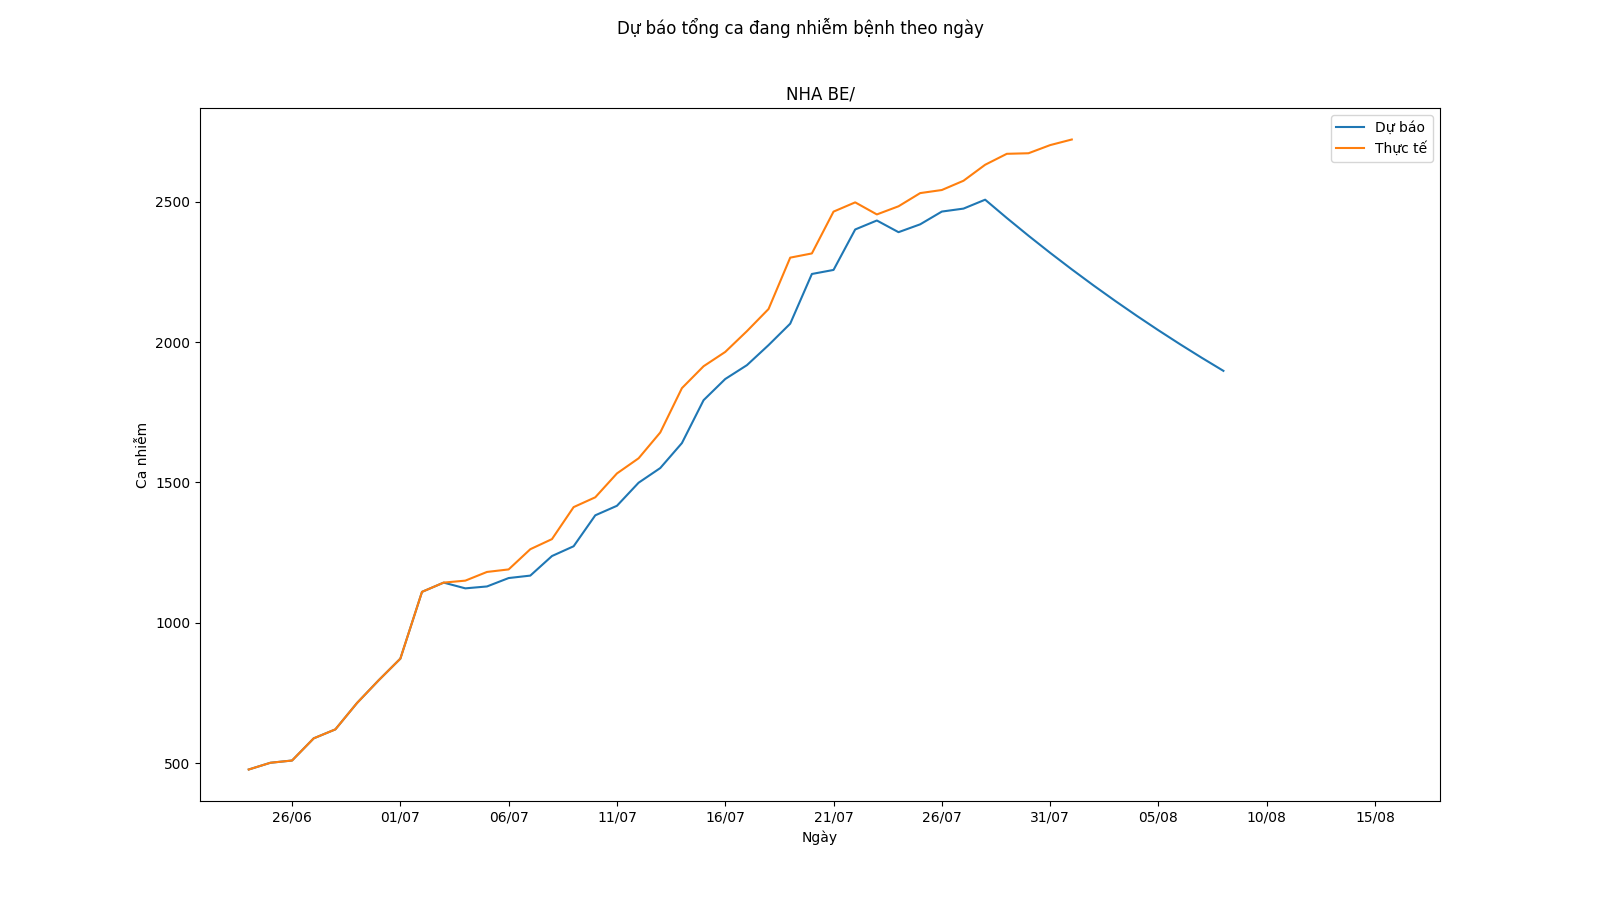 Dự báo tổng ca đang nhiễm bệnh theo ngày
NHA BE/
Dự báo
Thực tế
2500
2000
1500
1000
500
Ca nhiễm
26/06 01/07 06/07 11/07 16/07 21/07 26/07 31/07 05/08 10/08 15/08
Ngày